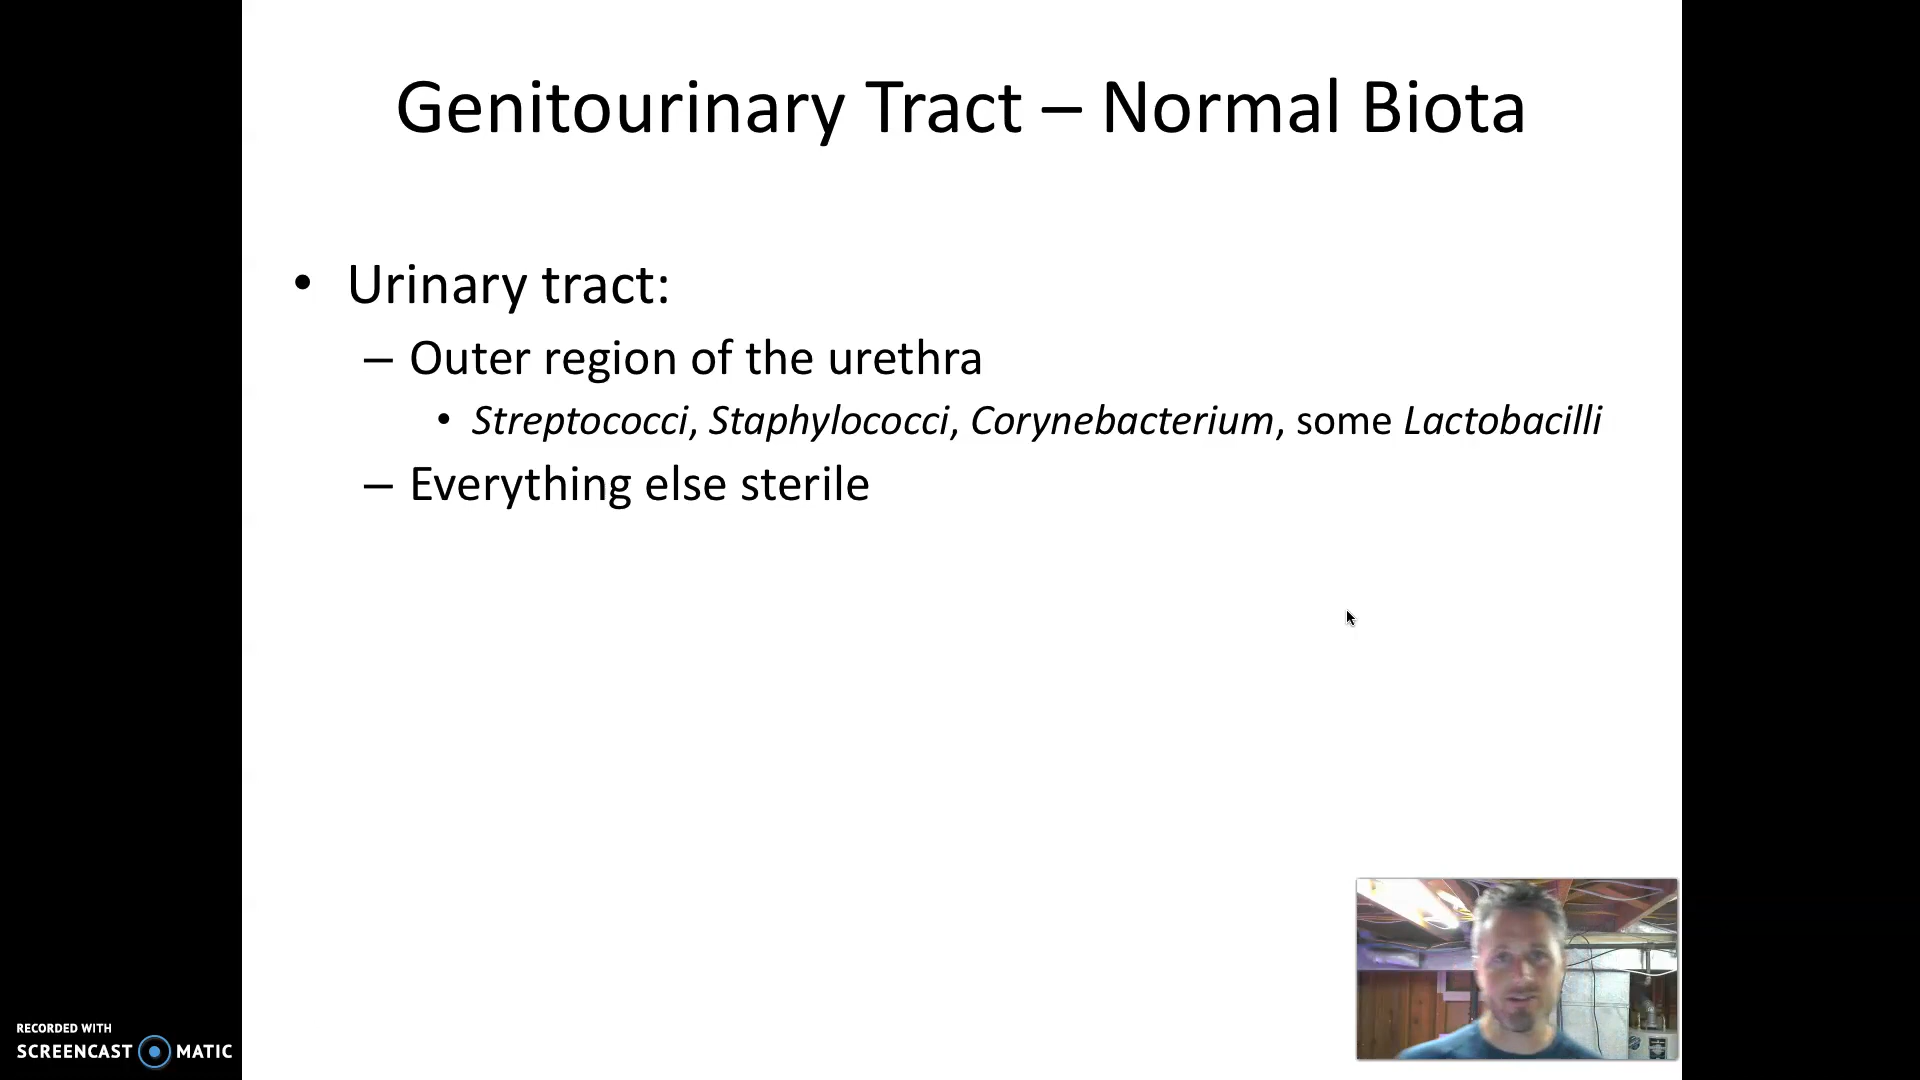 Genitourinary Tract – Normal Biota
• Urinary tract:
– Outer region of the urethra
• Streptococci, Staphylococci, Corynebacterium, some Lactobacilli
– Everything else sterile
RECORDED WITH
SCREENCAST MATIC